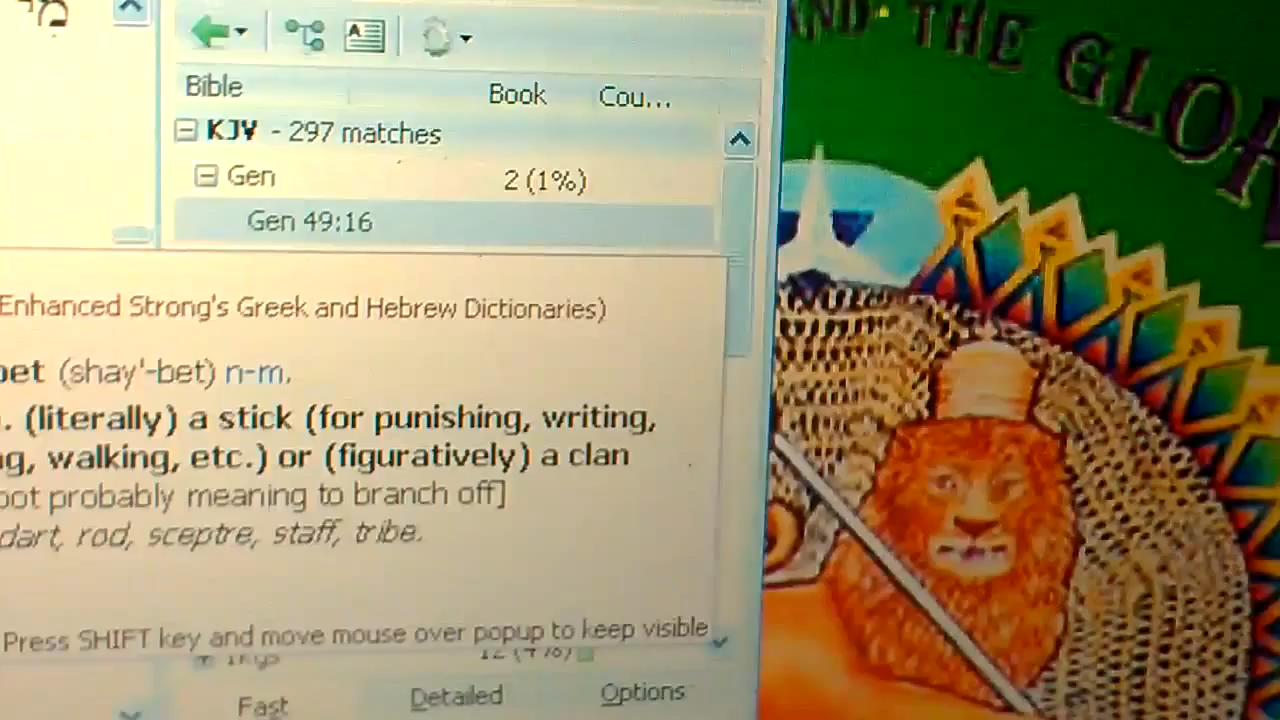 AND THE GLO
Bible Book Cou...
KJV - 297 matches
Gen 2 (1%)
Gen 49:16
Enhanced Strong's Greek and Hebrew Dictionaries)
bet (shay'-bet) n-m.
. (literally) a stick (for punishing, writing,
g, walking, etc.) or (figuratively) a clan
oot probably meaning to branch off]
dart, rod, sceptre, staff, tribe.
Press SHIFT key and move mouse over popup to keep visible
Fast Detailed Options